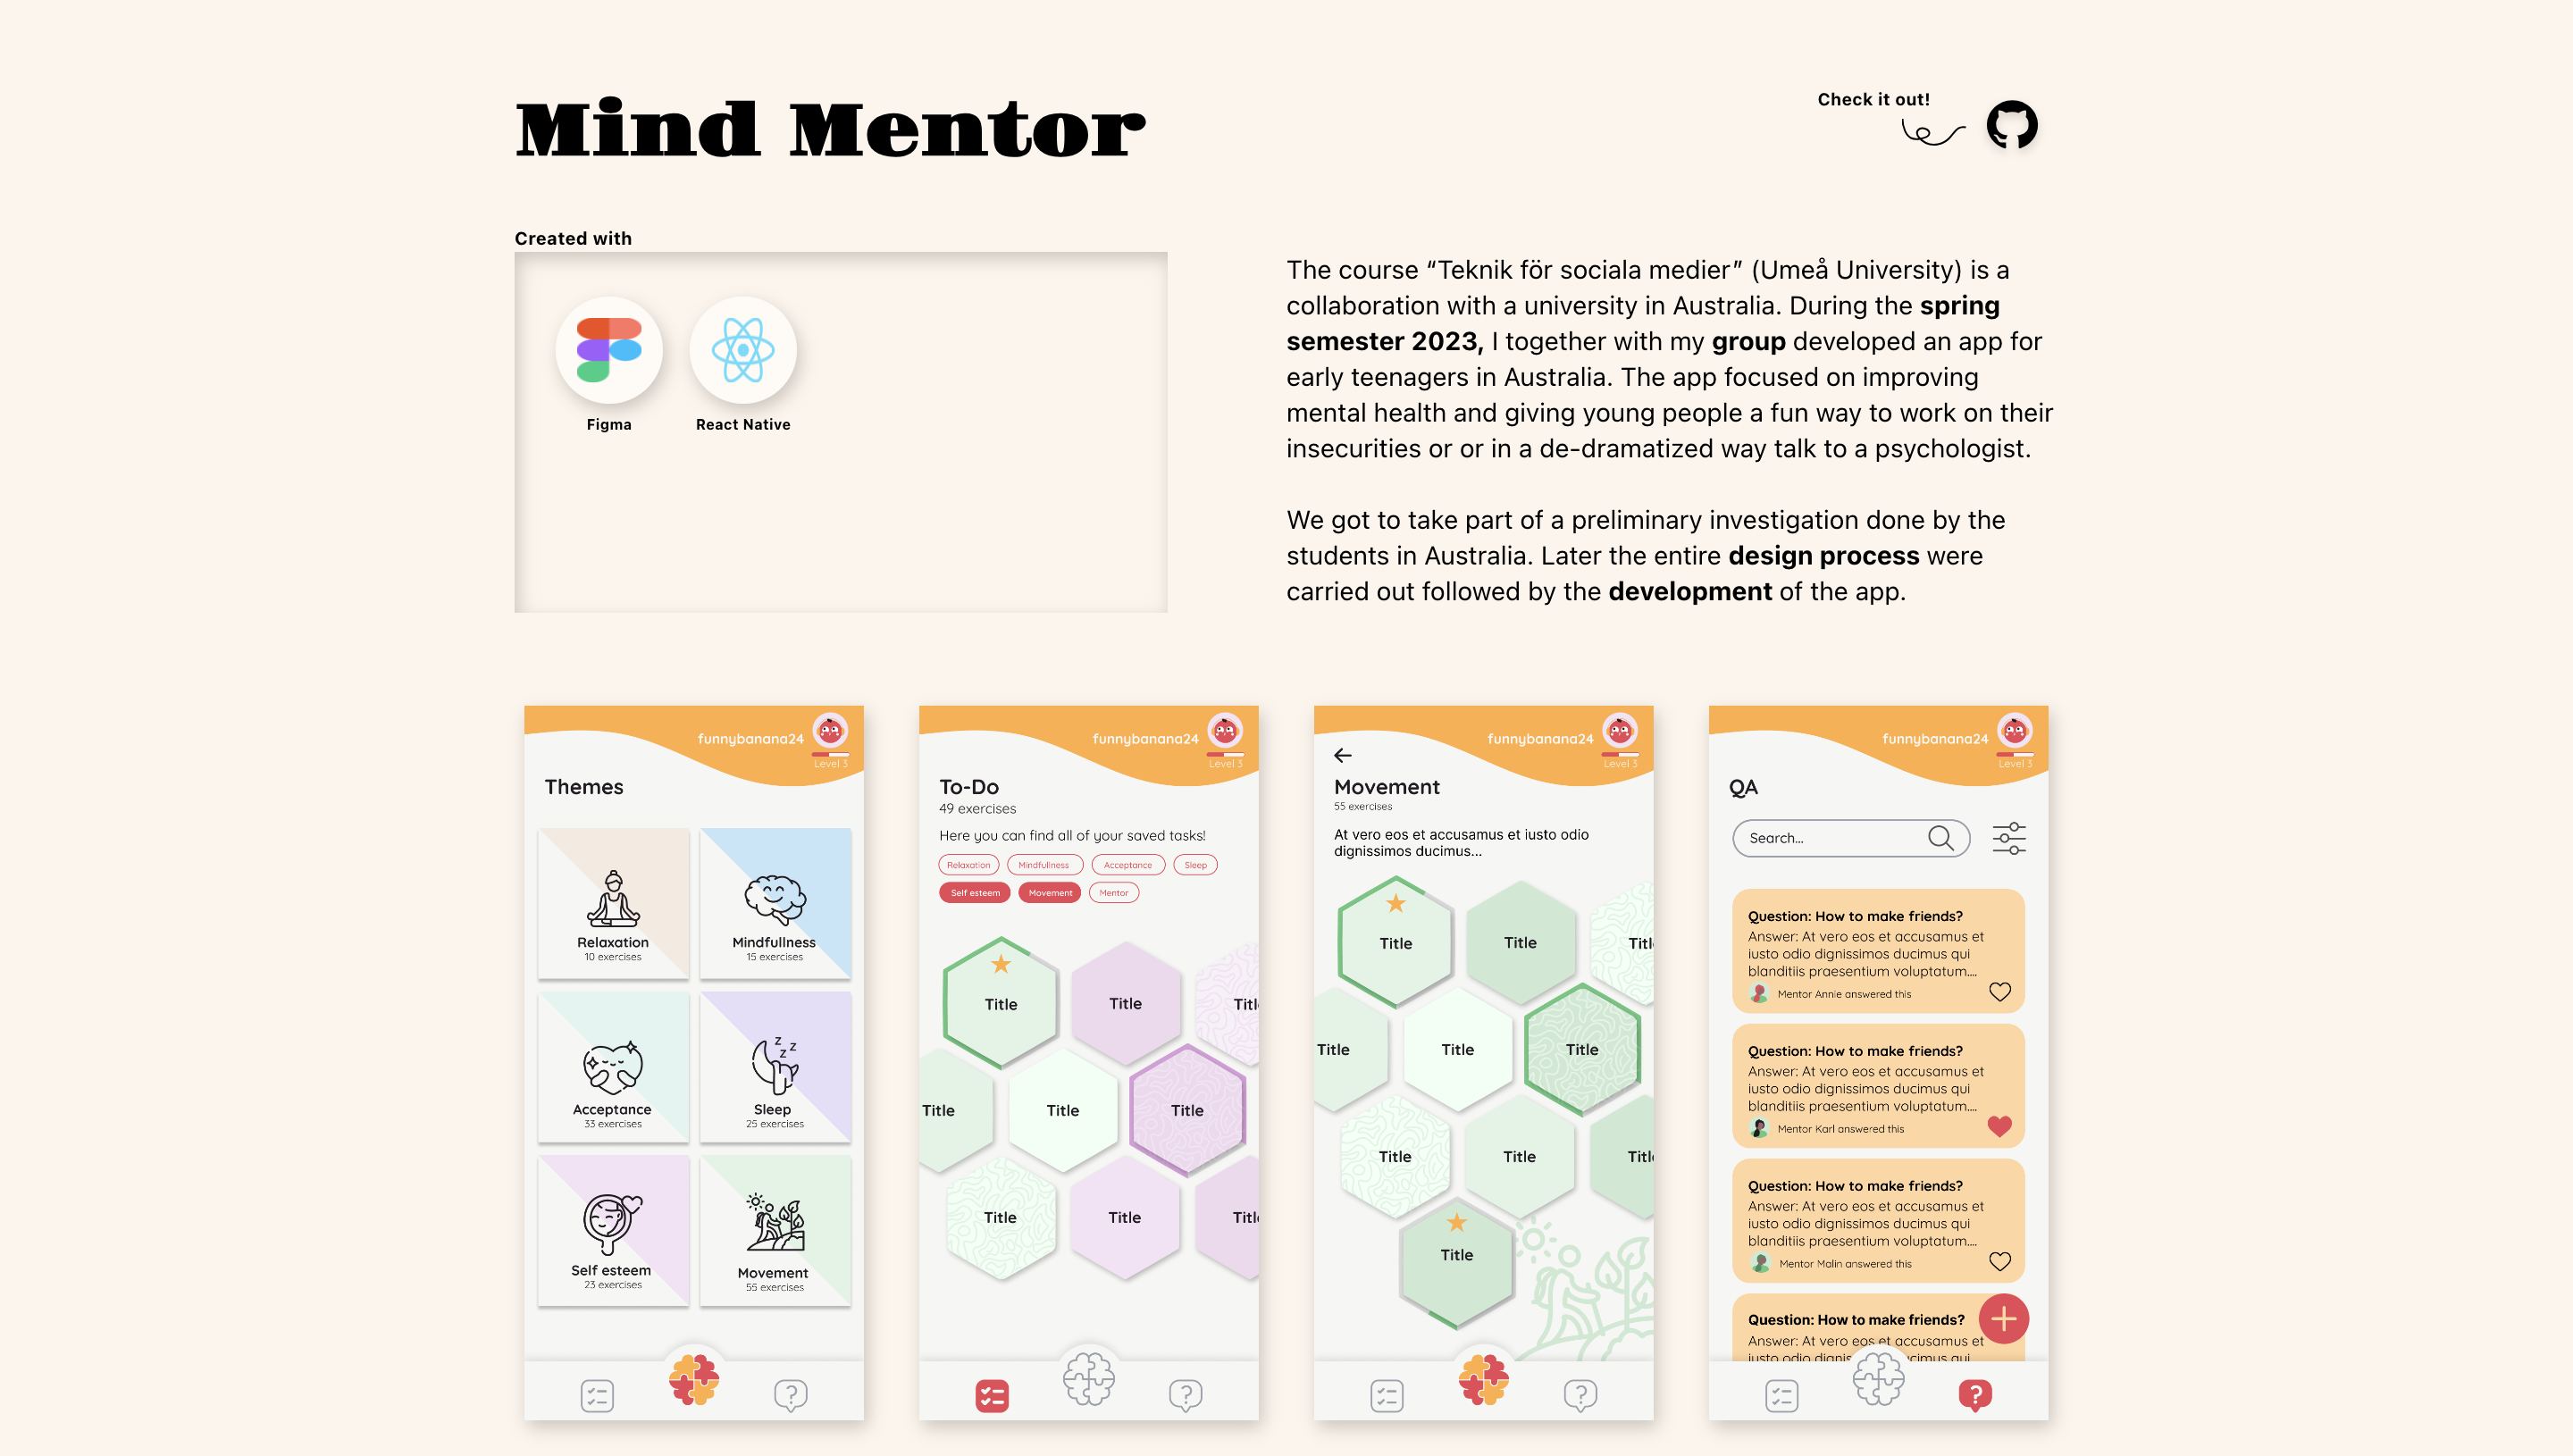 Mind Mentor
Check it out!
Created with
Figma
React Native
The course “Teknik för sociala medier” (Umeå University) is a
collaboration with a university in Australia. During the spring
semester 2023, I together with my group developed an app for
early teenagers in Australia. The app focused on improving
mental health and giving young people a fun way to work on their
insecurities or or in a de-dramatized way talk to a psychologist.
We got to take part of a preliminary investigation done by the
students in Australia. Later the entire design process were
carried out followed by the development of the app.
funnybanana24
Level 3
Themes
Relaxation
10 exercises
Mindfullness
15 exercises
Acceptance
33 exercises
Sleep
25 exercises
Self esteem
23 exercises
Movement
55 exercises
funnybanana24
Level 3
To-Do
49 exercises
Here you can find all of your saved tasks!
Relaxation Mindfullness Acceptance Sleep
Self esteem Movement Mentor
Title Title
Title Title Title
Title Title
funnybanana24
Level 3
Movement
55 exercises
At vero eos et accusamus et iusto odio
dignissimos ducimus...
Title Title
Title Title Title
Title Title
Title
funnybanana24
Level 3
QA
Search...
Question: How to make friends?
Answer: At vero eos et accusamus et
iusto odio dignissimos ducimus qui
blanditiis praesentium voluptatum....
Mentor Annie answered this
Question: How to make friends?
Answer: At vero eos et accusamus et
iusto odio dignissimos ducimus qui
blanditiis praesentium voluptatum....
Mentor Karl answered this
Question: How to make friends?
Answer: At vero eos et accusamus et
iusto odio dignissimos ducimus qui
blanditiis praesentium voluptatum....
Mentor Malin answered this
Question: How to make friends?
Answer: At vero eos et accusamus et
iusto odio qui